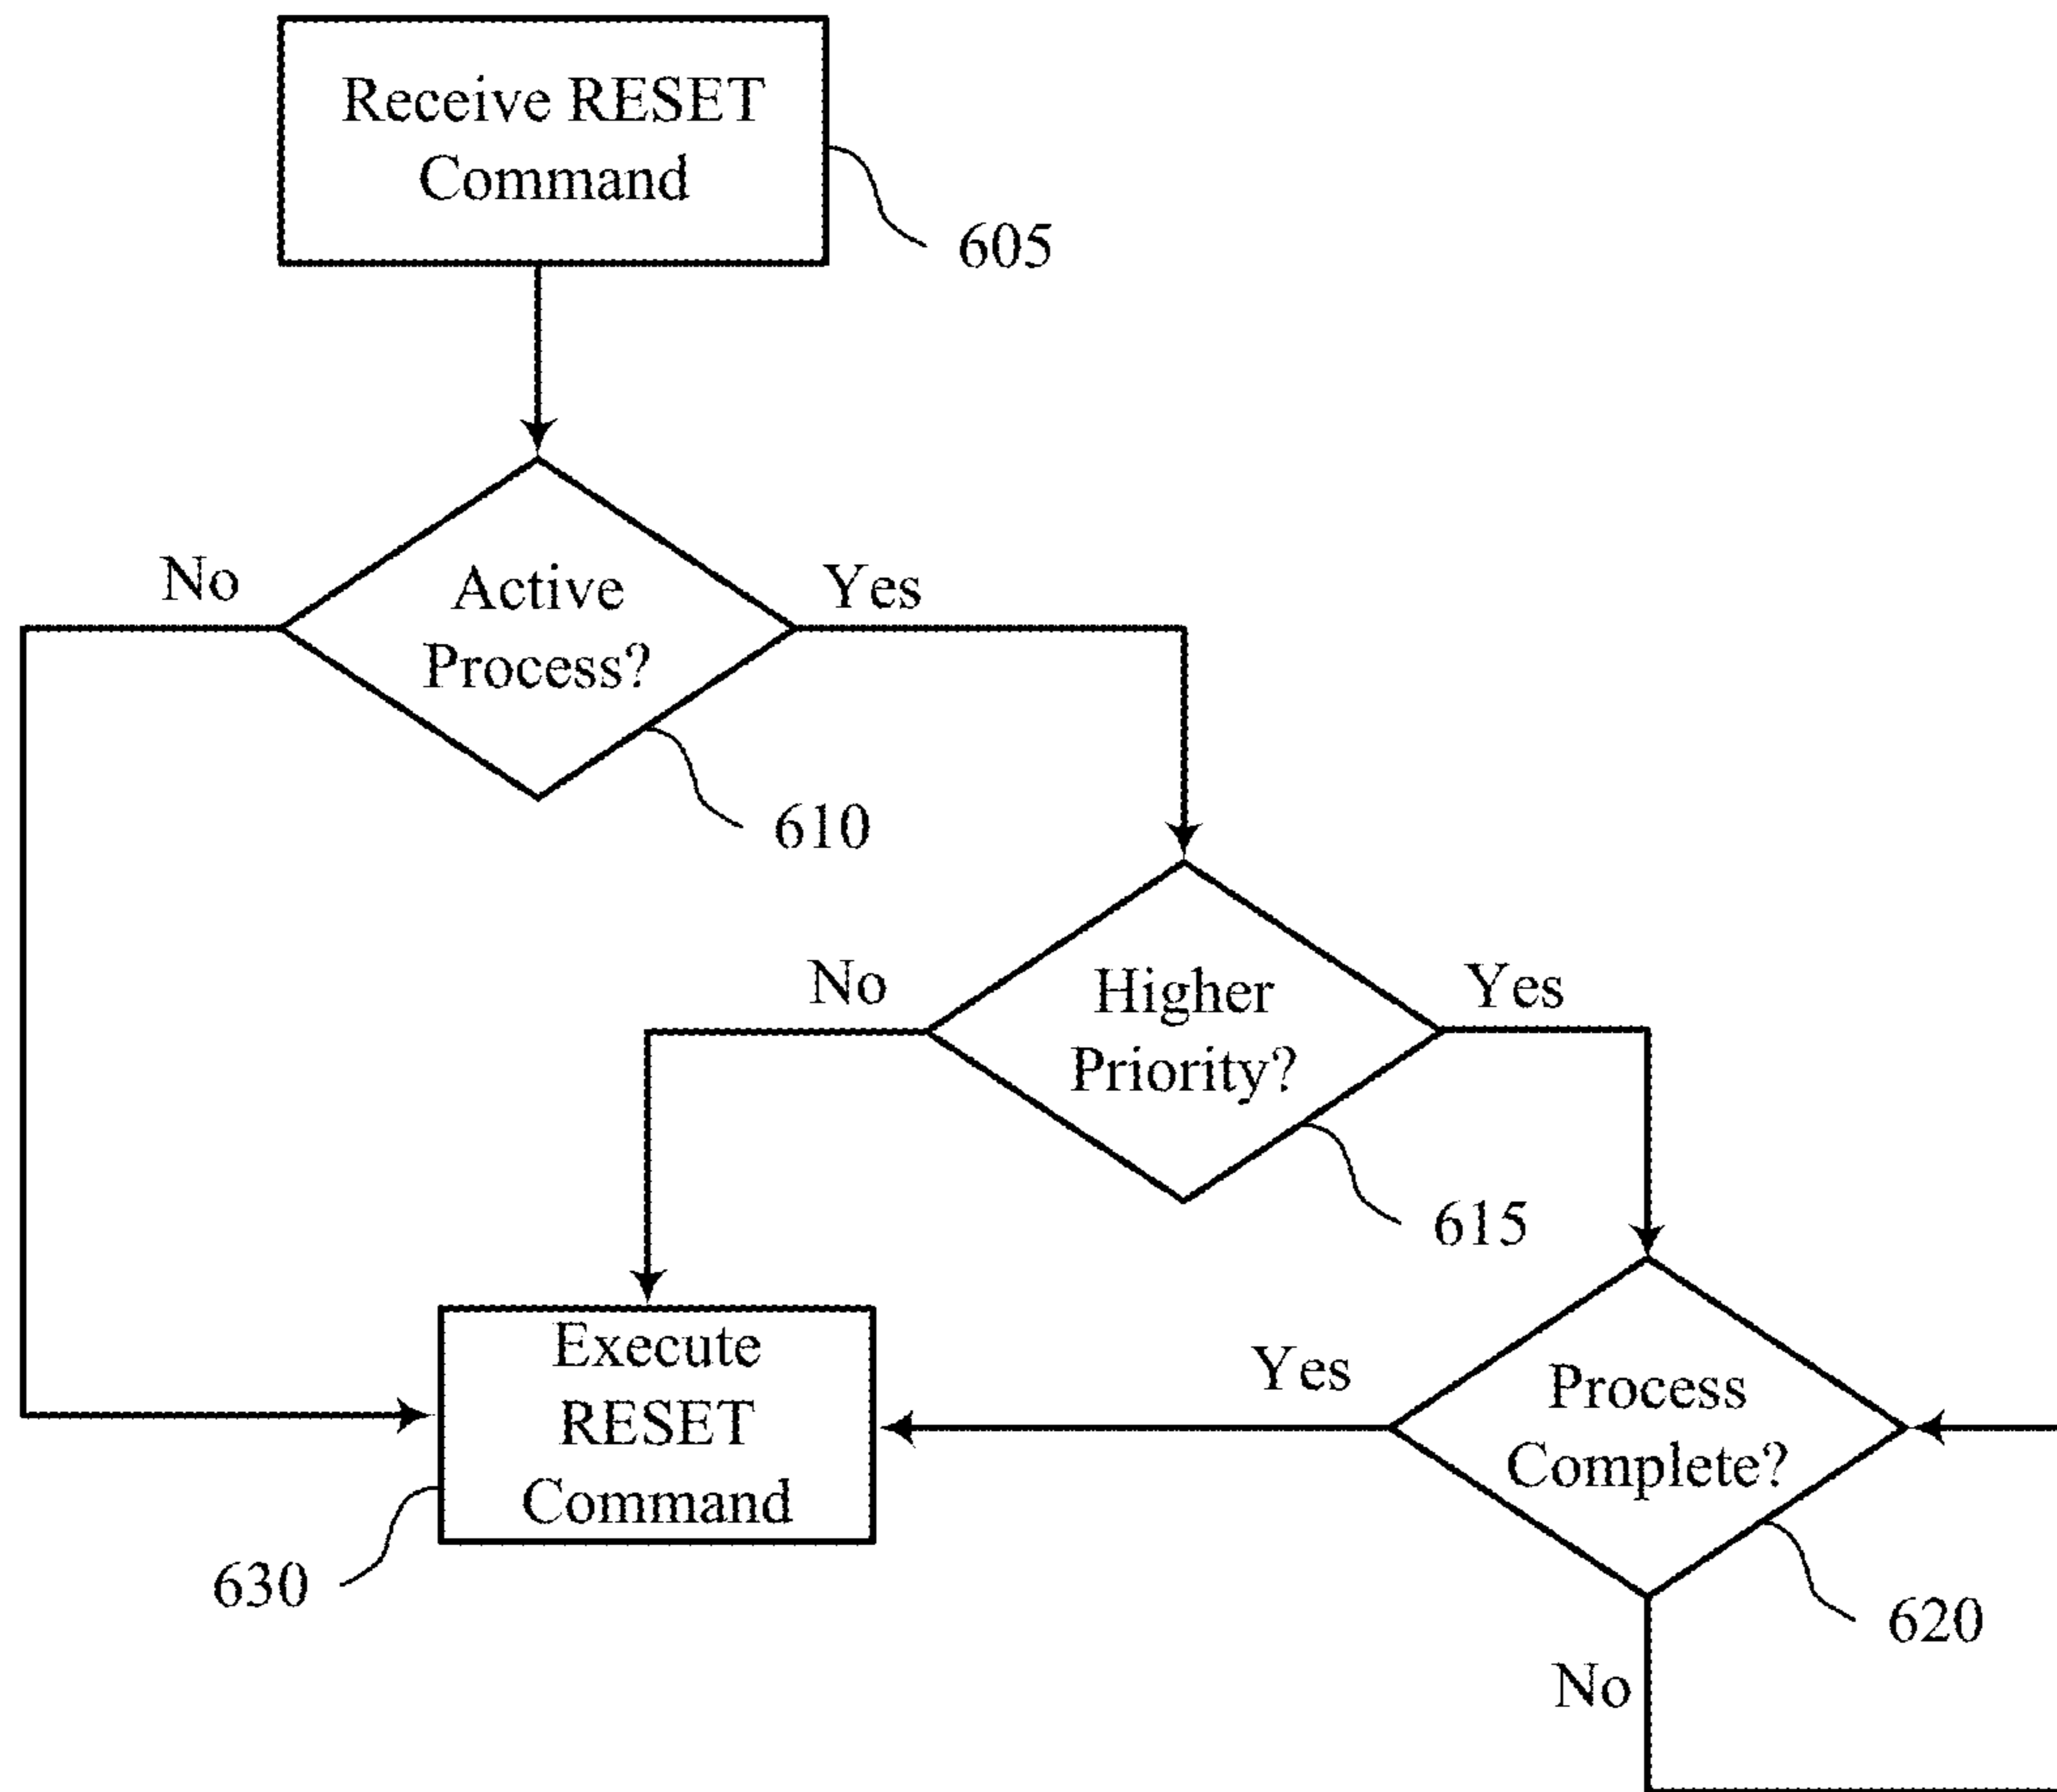 Receive RESET
Command
605
No
Active
Process?
Yes
610
No
Higher
Priority?
Yes
615
Execute
RESET
Command
630
Yes
Process
Complete?
620
No